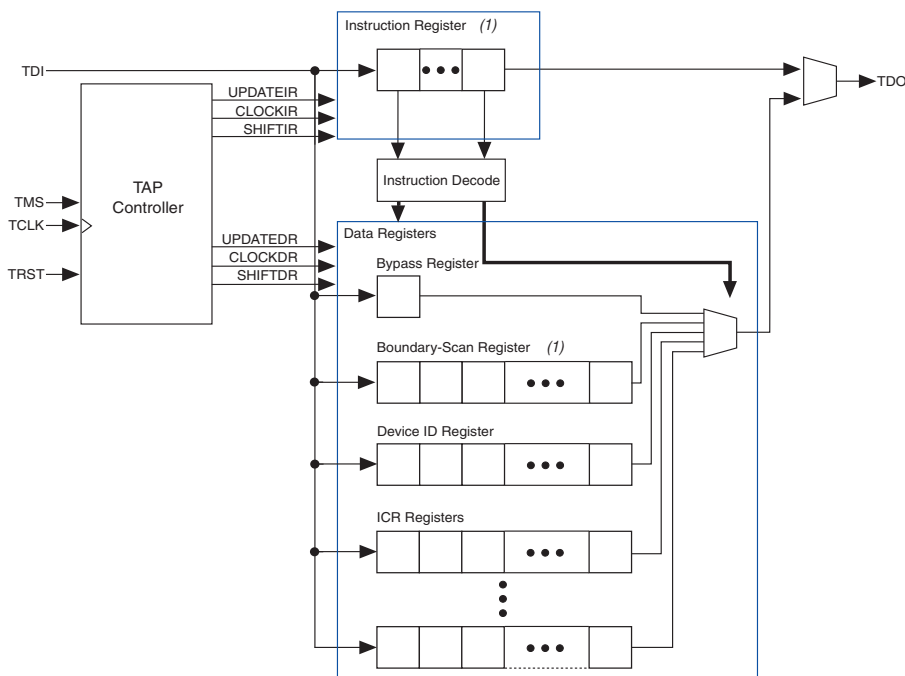 Instruction Register (1)
TDI
TDO
UPDATEIR
CLOCKIR
SHIFTIR
TAP
Controller
Instruction Decode
TMS
TCLK
TRST
UPDATEDR
CLOCKDR
SHIFTDR
Data Registers
Bypass Register
Boundary-Scan Register (1)
Device ID Register
ICR Registers